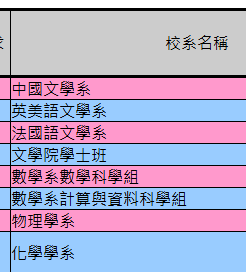 校系名稱
中國文學系
英美語文學系
法國語文學系
文學院學士班
數學系數學科學組
數學系計算與資料科學組
物理學系
化學學系